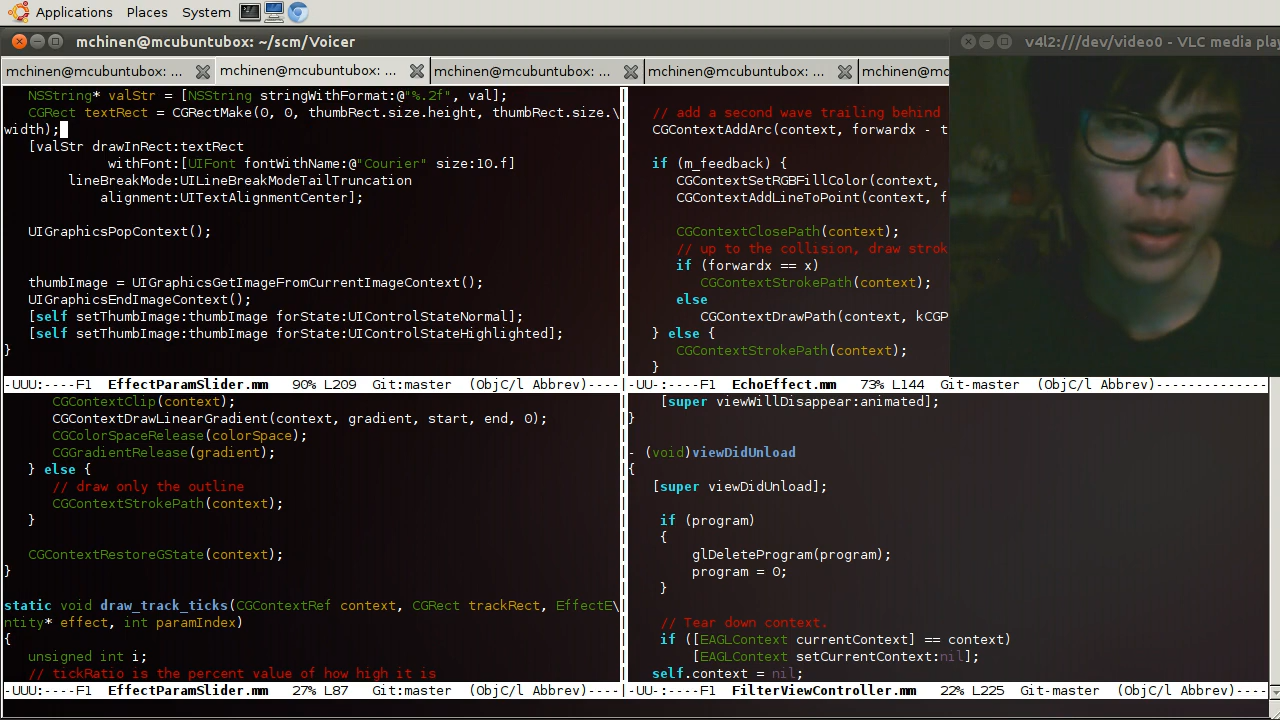 Applications Places System
mchinen@mcubuntubox: ~/scm/Voicer
v4l2:///dev/video0 - VLC media play
mchinen@mcubuntubox: ...
mchinen@mcubuntubox: ...
mchinen@mcubuntubox: ...
mchinen@mcubuntubox: ...
mchinen@mc
NSString* valStr = [NSString stringWithFormat:@"%.2f", val];
CGRect textRect = CGRectMake(0, 0, thumbRect.size.height, thumbRect.size.\
width);
[valStr drawInRect:textRect
withFont:[UIFont fontWithName:@"Courier" size:10.f]
lineBreakMode:UILineBreakModeTailTruncation
alignment:UITextAlignmentCenter];
UIGraphicsPopContext();
thumbImage = UIGraphicsGetImageFromCurrentImageContext();
UIGraphicsEndImageContext();
[self setThumbImage:thumbImage forState:UIControlStateNormal];
[self setThumbImage:thumbImage forState:UIControlStateHighlighted];
}
-UUU:----F1 EffectParamSlider.mm 90% L209 Git:master (ObjC/l Abbrev)----
// add a second wave trailing behind
CGContextAddArc(context, forwardx - t
if (m_feedback) {
CGContextSetRGBFillColor(context,
CGContextAddLineToPoint(context, f
CGContextClosePath(context);
// up to the collision, draw strok
if (forwardx == x)
CGContextStrokePath(context);
else
CGContextDrawPath(context, kCGP
} else {
CGContextStrokePath(context);
}
-UU-:----F1 EchoEffect.mm 73% L144 Git-master (ObjC/l Abbrev)--------------
CGContextClip(context);
CGContextDrawLinearGradient(context, gradient, start, end, 0);
CGColorSpaceRelease(colorSpace);
CGGradientRelease(gradient);
} else {
// draw only the outline
CGContextStrokePath(context);
}
CGContextRestoreGState(context);
}
static void draw_track_ticks(CGContextRef context, CGRect trackRect, EffectE\
ntity* effect, int paramIndex)
{
unsigned int i;
// tickRatio is the percent value of how high it is
-UU-:----F1 EffectParamSlider.mm 27% L87 Git:master (ObjC/l Abbrev)----
[super viewWillDisappear:animated];
}
- (void)viewDidUnload
{
[super viewDidUnload];
if (program)
{
glDeleteProgram(program);
program = 0;
}
// Tear down context.
if ([EAGLContext currentContext] == context)
[EAGLContext setCurrentContext:nil];
self.context = nil;
-UU-:----F1 FilterViewController.mm 22% L225 Git-master (ObjC/l Abbrev)----